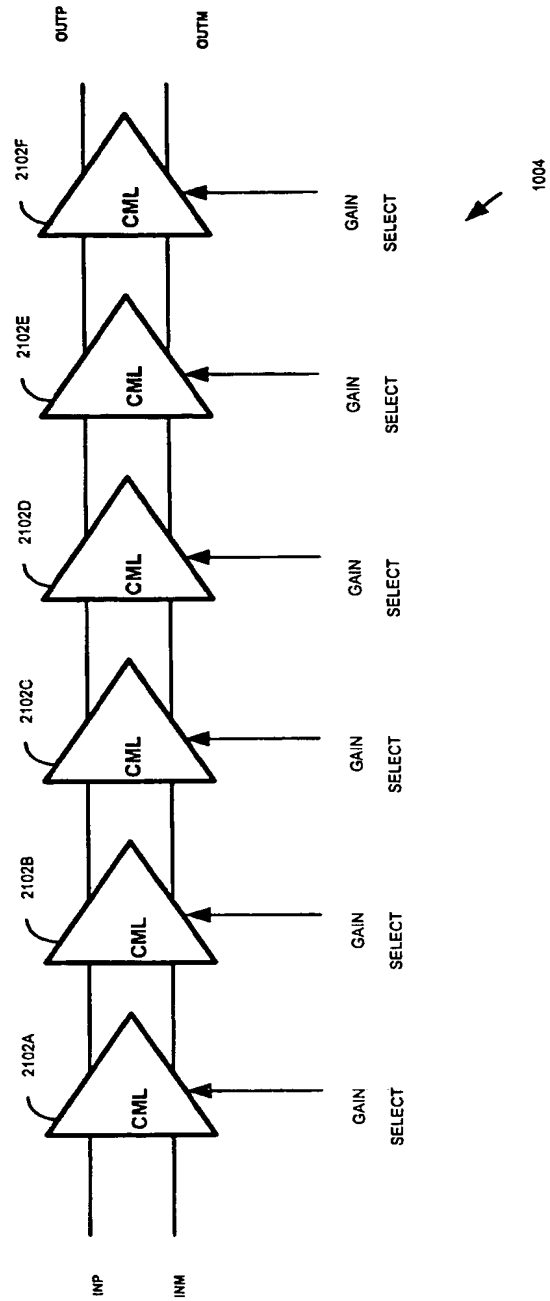 INP
INM
2102A
CML
GAIN
SELECT
2102B
CML
GAIN
SELECT
2102C
CML
GAIN
SELECT
2102D
CML
GAIN
SELECT
2102E
CML
GAIN
SELECT
2102F
CML
GAIN
SELECT
OUTP
OUTM
1004